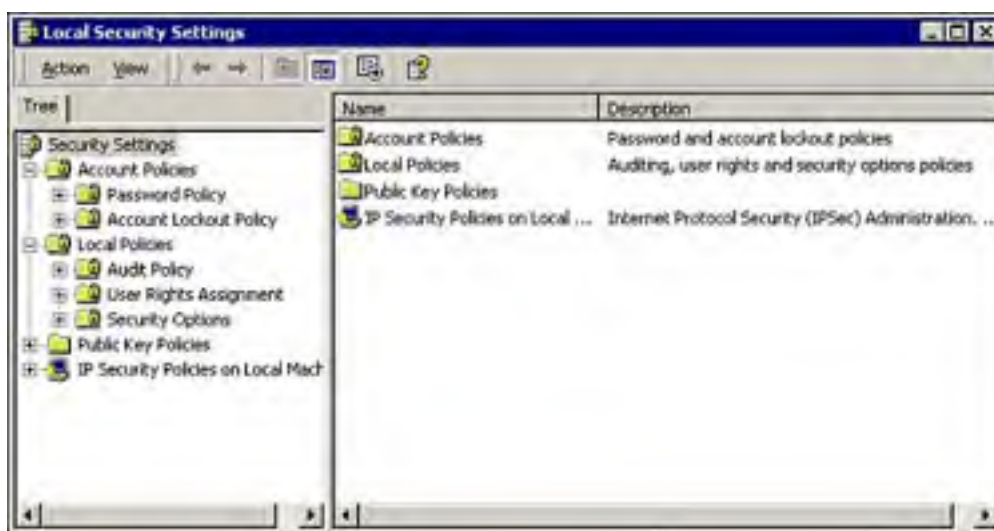 Local Security Settings
Action View
Tree
Security Settings
Account Policies
Password Policy
Account Lockout Policy
Local Policies
Audit Policy
User Rights Assignment
Security Options
Public Key Policies
IP Security Policies on Local Mach
Name Description
Account Policies Password and account lockout policies
Local Policies Auditing, user rights and security options policies
Public Key Policies
IP Security Policies on Local ... Internet Protocol Security (IPSec) Administration. ...